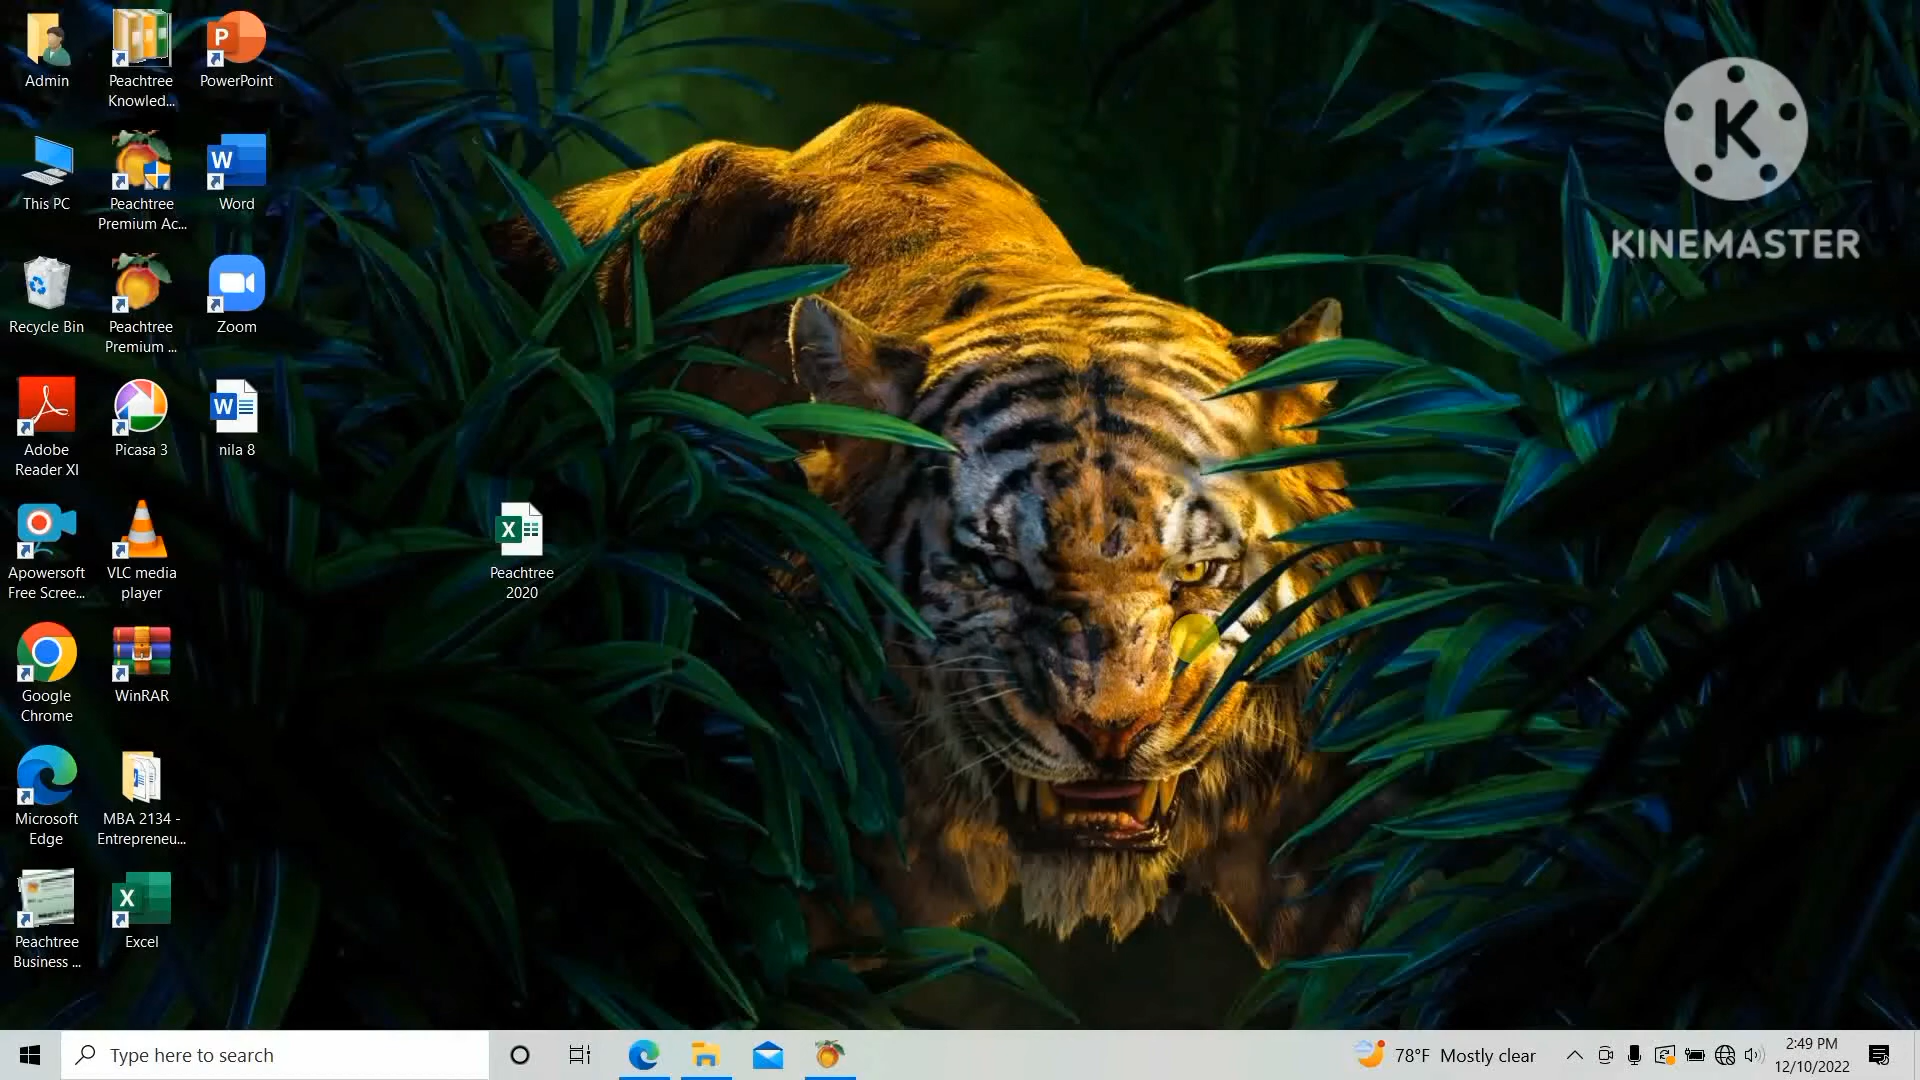 Admin
Peachtree
Knowled...
PowerPoint
This PC
Peachtree
Premium Ac...
Word
Recycle Bin
Peachtree
Premium ...
Zoom
Adobe
Reader XI
Picasa 3
nila 8
Apowersoft
Free Scree...
VLC media
player
Peachtree
2020
Google
Chrome
WinRAR
Microsoft
Edge
MBA 2134 -
Entrepreneu...
Peachtree
Business ...
Excel
K
KINEMASTER
Type here to search
78°F Mostly clear
2:49 PM
12/10/2022